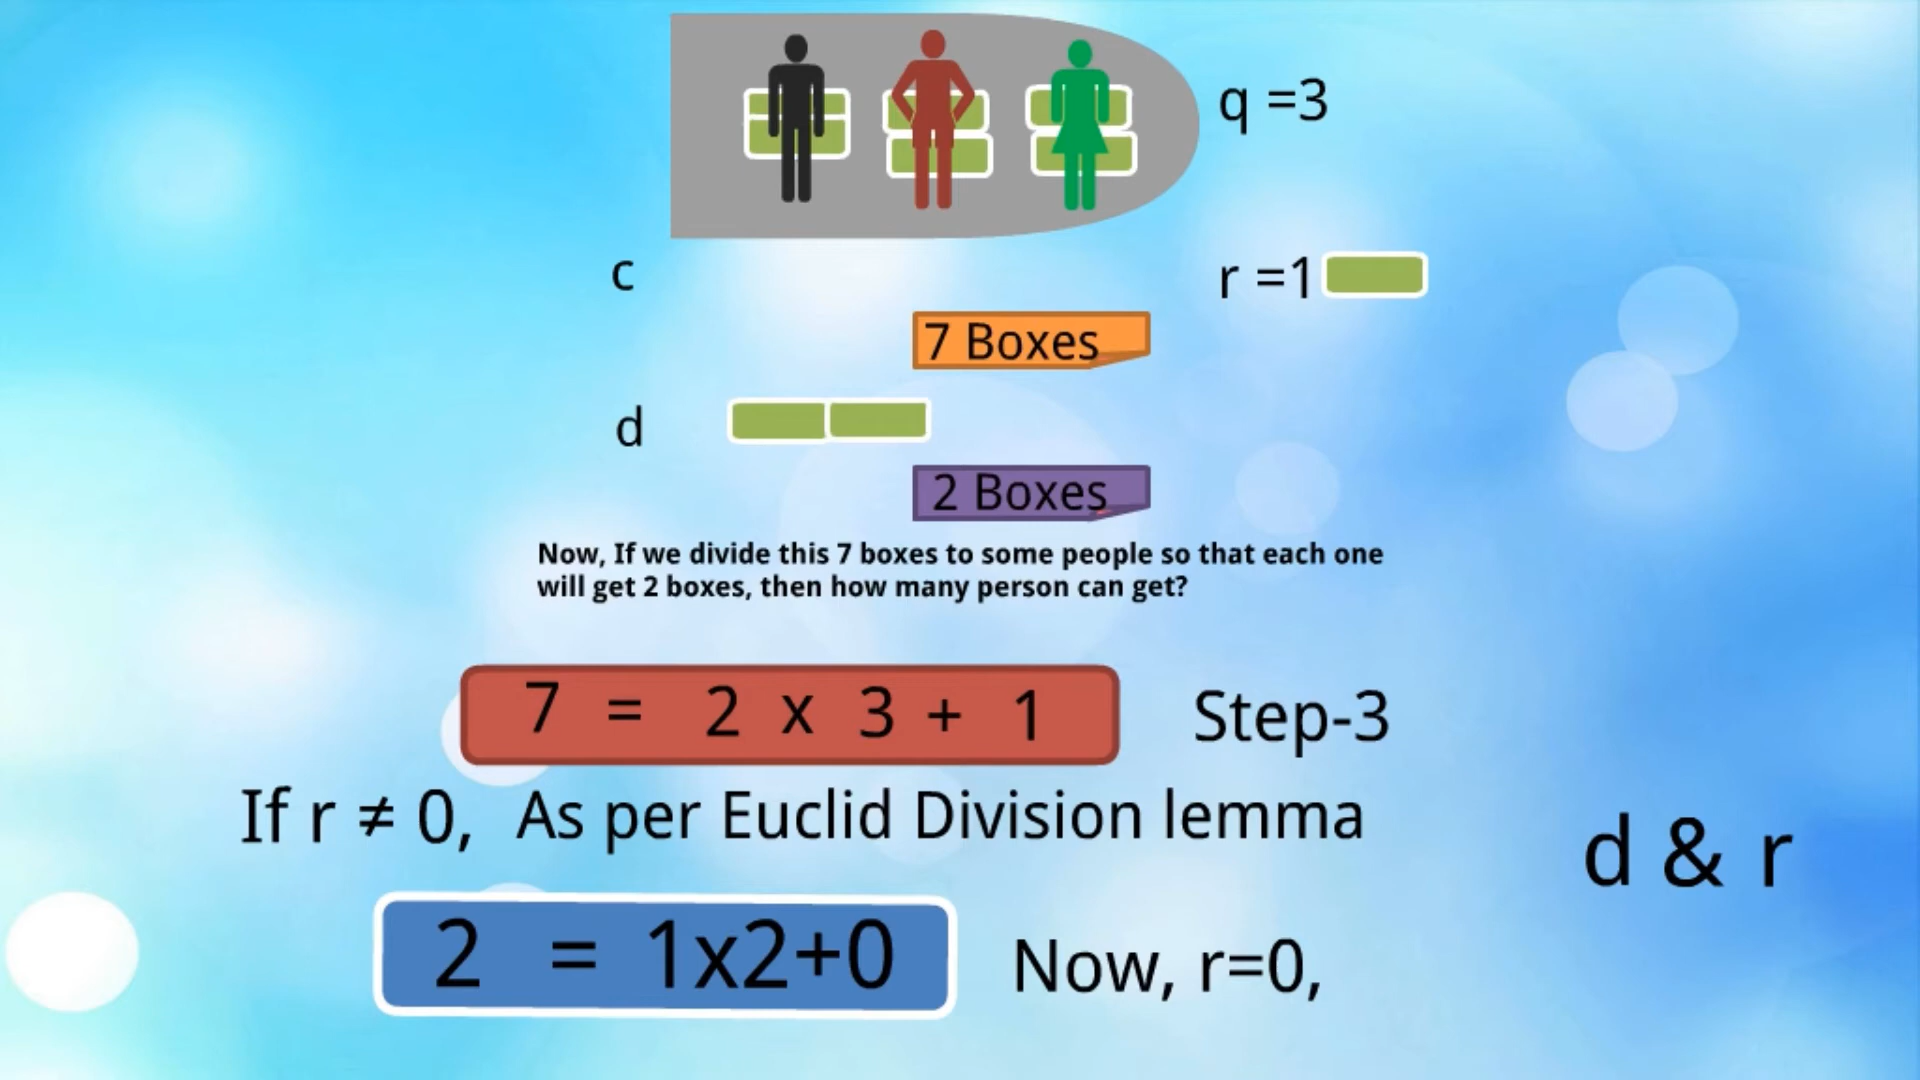 q =3
c
r =1
7 Boxes
d
2 Boxes
Now, If we divide this 7 boxes to some people so that each one
will get 2 boxes, then how many person can get?
7 = 2 x 3 + 1
Step-3
If r ≠ 0, As per Euclid Division lemma
d & r
2 = 1x2+0
Now, r=0,